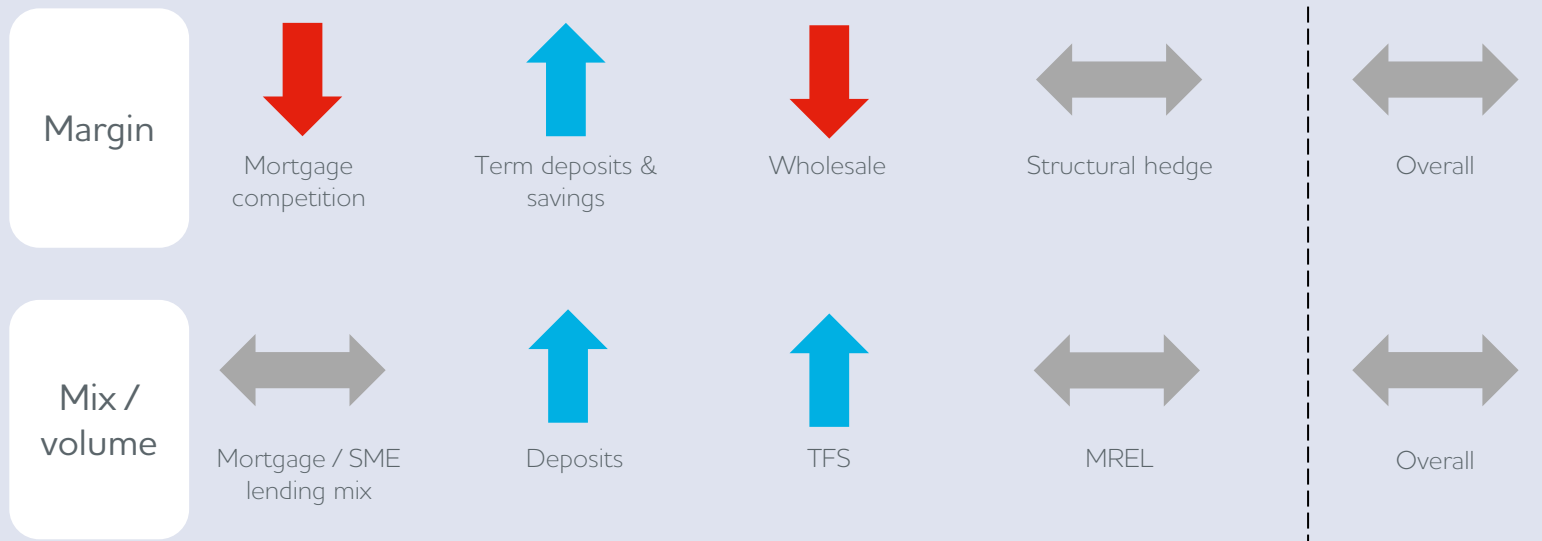 Margin
Mortgage
competition
Term deposits &
savings
Wholesale
Structural hedge
Overall
Mix /
volume
Mortgage / SME
lending mix
Deposits
TFS
MREL
Overall